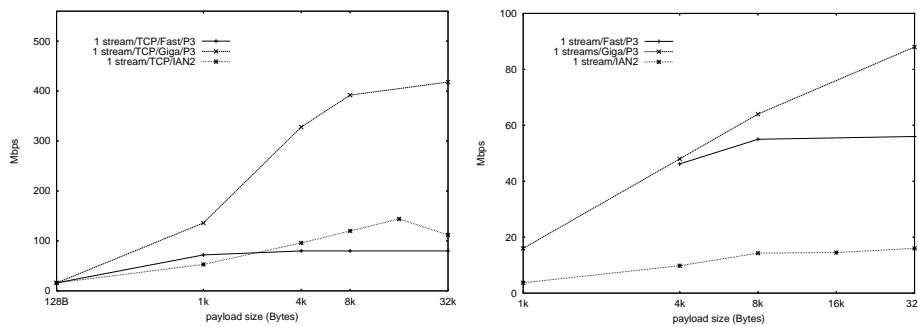 500
400
300
200
100
0
Mbps
1 stream/TCP/Fast/P3
1 stream/TCP/Giga/P3
1 stream/TCP/IAN2
128B 1k 4k 8k 32k
payload size (Bytes)
100
80
60
40
20
0
Mbps
1 stream/Fast/P3
1 streams/Giga/P3
1 stream/IAN2
1k 4k 8k 16k 32
payload size (Bytes)